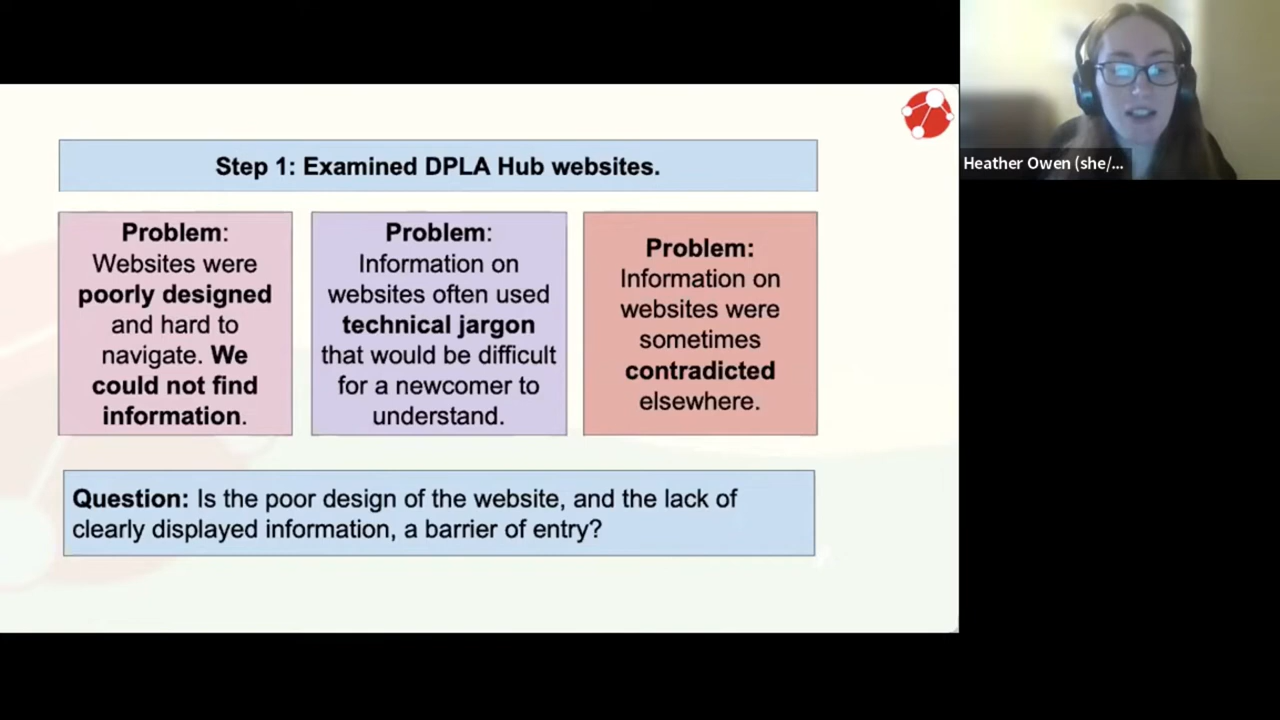 Step 1: Examined DPLA Hub websites.
Problem:
Websites were
poorly designed
and hard to
navigate. We
could not find
information.
Problem:
Information on
websites often used
technical jargon
that would be difficult
for a newcomer to
understand.
Problem:
Information on
websites were
sometimes
contradicted
elsewhere.
Question: Is the poor design of the website, and the lack of
clearly displayed information, a barrier of entry?
Heather Owen (she/...